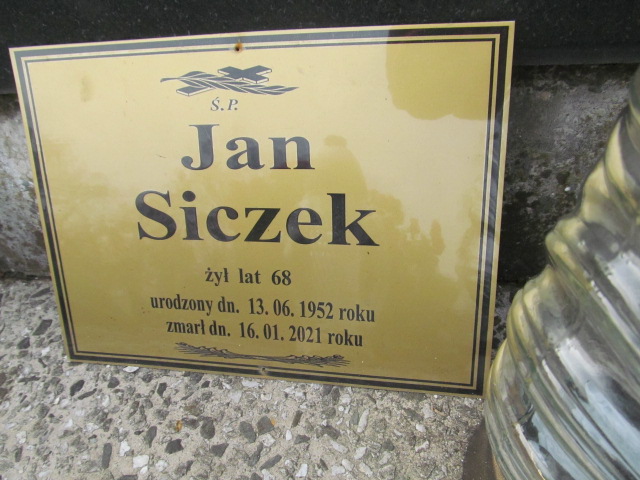 Ś.P.
Jan
Siczek
żył lat 68
urodzony dn. 13.06.1952 roku
zmarł dn. 16.01.2021 roku